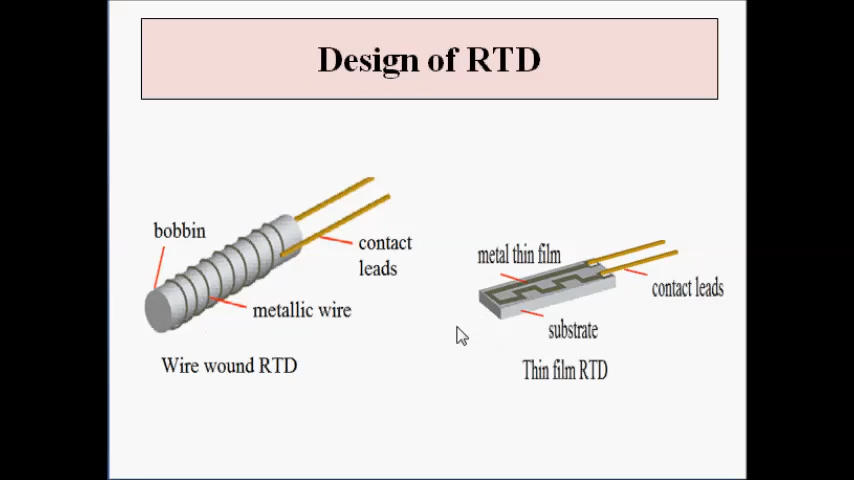 Design of RTD
bobbin
contact
leads
metallic wire
Wire wound RTD
metal thin film
contact leads
substrate
Thin film RTD